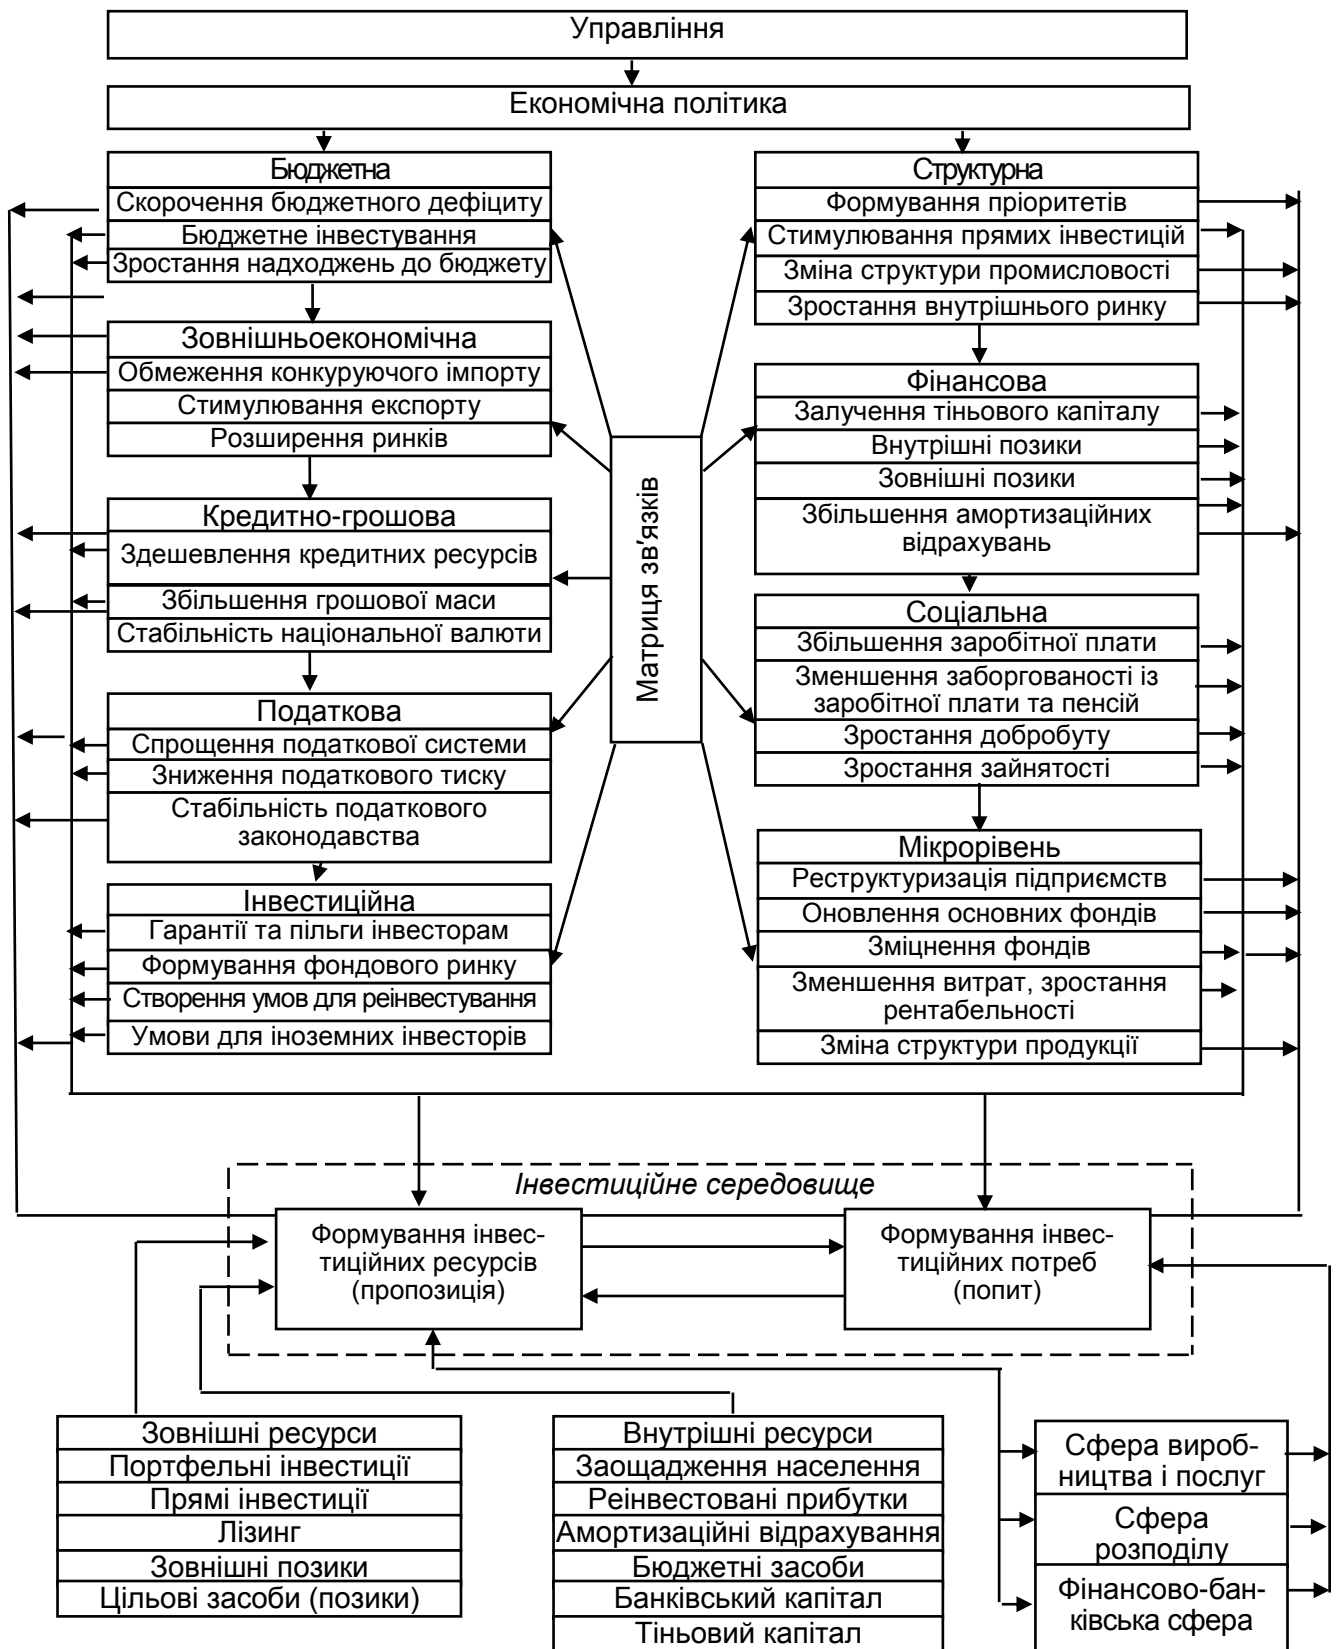 Управління
Економічна політика
Бюджетна
Скорочення бюджетного дефіциту
Бюджетне інвестування
Зростання надходжень до бюджету
Зовнішньоекономічна
Обмеження конкуруючого імпорту
Стимулювання експорту
Розширення ринків
Кредитно-грошова
Здешевлення кредитних ресурсів
Збільшення грошової маси
Стабільність національної валюти
Податкова
Спрощення податкової системи
Зниження податкового тиску
Стабільність податкового
законодавства
Інвестиційна
Гарантії та пільги інвесторам
Формування фондового ринку
Створення умов для реінвестування
Умови для іноземних інвесторів
Матриця зв'язків
Структурна
Формування пріоритетів
Стимулювання прямих інвестицій
Зміна структури промисловості
Зростання внутрішнього ринку
Фінансова
Залучення тіньового капіталу
Внутрішні позики
Зовнішні позики
Збільшення амортизаційних
відрахувань
Соціальна
Збільшення заробітної плати
Зменшення заборгованості із
заробітної плати та пенсій
Зростання добробуту
Зростання зайнятості
Мікрорівень
Реструктуризація підприємств
Оновлення основних фондів
Зміцнення фондів
Зменшення витрат, зростання
рентабельності
Зміна структури продукції
Інвестиційне середовище
Формування інвес-
тиційних ресурсів
(пропозиція)
Формування інвес-
тиційних потреб
(попит)
Зовнішні ресурси
Портфельні інвестиції
Прямі інвестиції
Лізинг
Зовнішні позики
Цільові засоби (позики)
Внутрішні ресурси
Заощадження населення
Реінвестовані прибутки
Амортизаційні відрахування
Бюджетні засоби
Банківський капітал
Тіньовий капітал
Сфера вироб-
ництва і послуг
Сфера
розподілу
Фінансово-бан-
ківська сфера